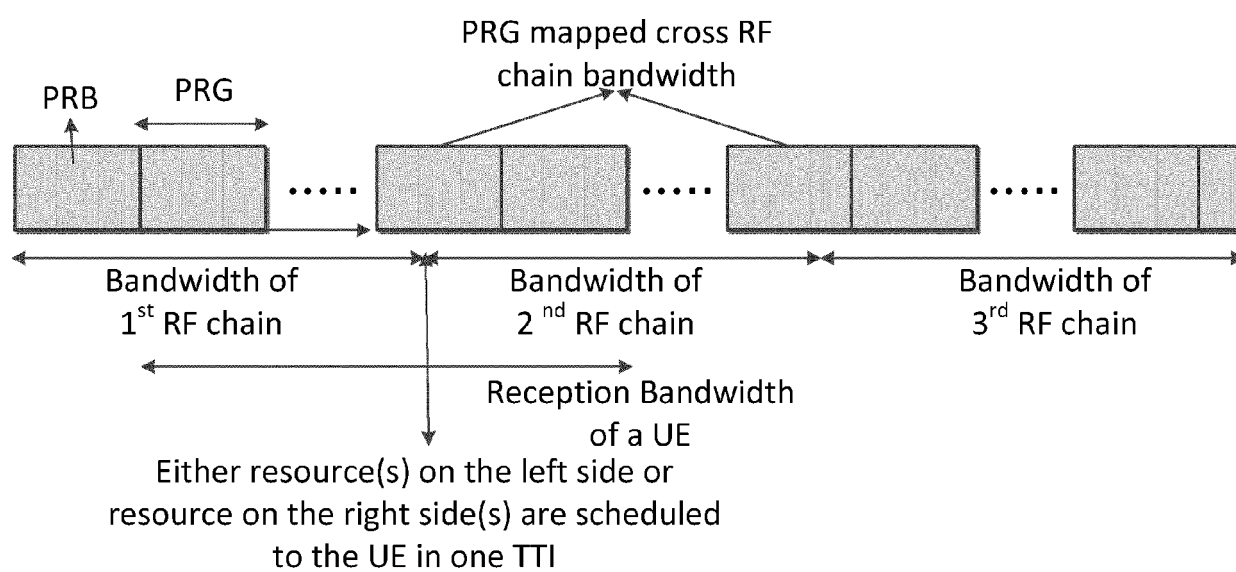 PRG mapped cross RF
chain bandwidth
PRB
PRG
.....
.....
.....
Bandwidth of
1st RF chain
Bandwidth of
2 nd RF chain
Bandwidth of
3rd RF chain
Reception Bandwidth
of a UE
Either resource(s) on the left side or
resource on the right side(s) are scheduled
to the UE in one TTI